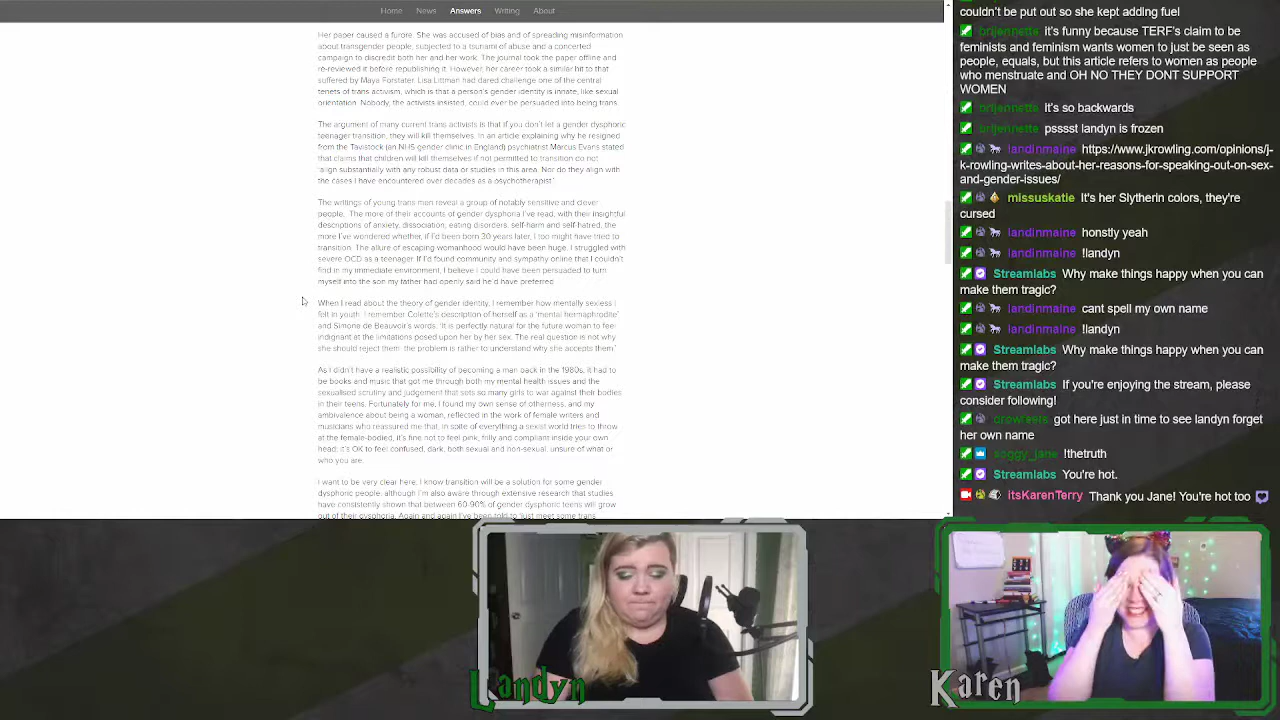 Home News Answers Writing About
Her paper caused a furore. She was accused of bias and of spreading misinformation
about transgender people, subjected to a tsunami of abuse and a concerted
campaign to discredit both her and her work. The journal took the paper offline and
re-reviewed it before republishing it. However, her career took a similar hit to that
suffered by Maya Forstater. Lisa Littman had dared challenge one of the central
tenets of trans activism, which is that a person's gender identity is innate, like sexual
orientation. Nobody, the activists insisted, could ever be persuaded into being trans.
The argument of many current trans activists is that if you don't let a gender dysphoric
teenager transition, they will kill themselves. In an article explaining why he resigned
from the Tavistock (an NHS gender clinic in England) psychiatrist Marcus Evans stated
that claims that children will kill themselves if not permitted to transition do not
'align substantially with any robust data or studies in this area. Nor do they align with
the cases I have encountered over decades as a psychotherapist.'
The writings of young trans men reveal a group of notably sensitive and clever
people. The more of their accounts of gender dysphoria I've read, with their insightful
descriptions of anxiety, dissociation, eating disorders, self-harm and self-hatred, the
more I've wondered whether, if I'd been born 30 years later, I too might have tried to
transition. The allure of escaping womanhood would have been huge. I struggled with
severe OCD as a teenager. If I'd found community and sympathy online that I couldn't
find in my immediate environment, I believe I could have been persuaded to turn
myself into the son my father had openly said he'd have preferred.
When I read about the theory of gender identity, I remember how mentally sexless I
felt in youth. I remember Colette's description of herself as a 'mental hermaphrodite'
and Simone de Beauvoir's words: 'It is perfectly natural for the future woman to feel
indignant at the limitations posed upon her by her sex. The real question is not why
she should reject them: the problem is rather to understand why she accepts them.'
As I didn't have a realistic possibility of becoming a man back in the 1980s, it had to
be books and music that got me through both my mental health issues and the
sexualised scrutiny and judgement that sets so many girls to war against their bodies
in their teens. Fortunately for me, I found my own sense of otherness, and my
ambivalence about being a woman, reflected in the work of female writers and
musicians who reassured me that, in spite of everything a sexist world tries to throw
at the female-bodied, it's fine not to feel pink, frilly and compliant inside your own
head; it's OK to feel confused, dark, both sexual and non-sexual, unsure of what or
who you are.
I want to be very clear here: I know transition will be a solution for some gender
dysphoric people, although I'm also aware through extensive research that studies
have consistently shown that between 60-90% of gender dysphoric teens will grow
out of their dysphoria. Again and again I've been told to 'just meet some trans
couldn't be put out so she kept adding fuel
brijennette it's funny because TERF's claim to be
feminists and feminism wants women to just be seen as
people, equals, but this article refers to women as people
who menstruate and OH NO THEY DONT SUPPORT
WOMEN
brijennette it's so backwards
brijennette psssst landyn is frozen
landinmaine https://www.jkrowling.com/opinions/j-
k-rowling-writes-about-her-reasons-for-speaking-out-on-sex-
and-gender-issues/
missuskatie it's her Slytherin colors, they're
cursed
landinmaine honstly yeah
landinmaine !landyn
Streamlabs Why make things happy when you can
make them tragic?
landinmaine cant spell my own name
landinmaine !landyn
Streamlabs Why make things happy when you can
make them tragic?
Streamlabs If you're enjoying the stream, please
consider following!
got here just in time to see landyn forget
her own name
soggy_jane !thetruth
Streamlabs You're hot.
itsKarenTerry Thank you Jane! You're hot too
Landyn
Karen